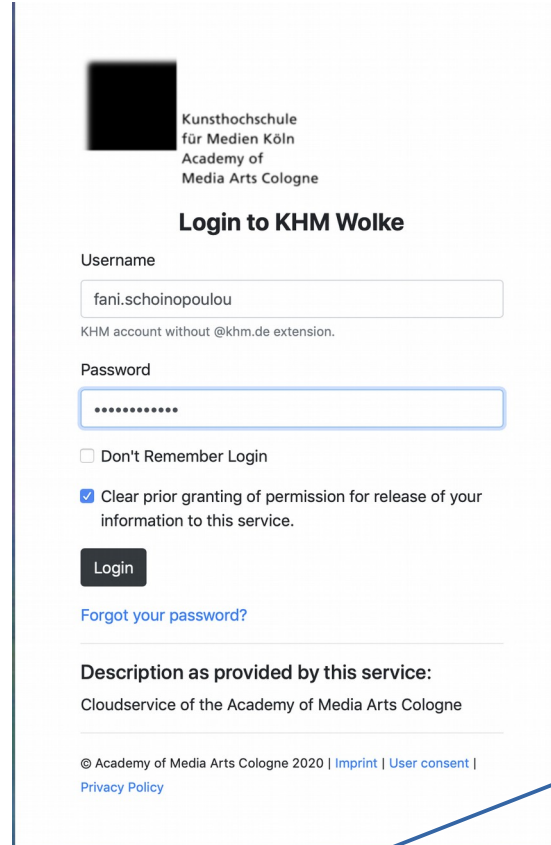 Kunsthochschule
für Medien Köln
Academy of
Media Arts Cologne
Login to KHM Wolke
Username
fani.schoinopoulou
KHM account without @khm.de extension.
Password
••••••••••••
Don't Remember Login
Clear prior granting of permission for release of your
information to this service.
Login
Forgot your password?
Description as provided by this service:
Cloudservice of the Academy of Media Arts Cologne
© Academy of Media Arts Cologne 2020 | Imprint | User consent |
Privacy Policy